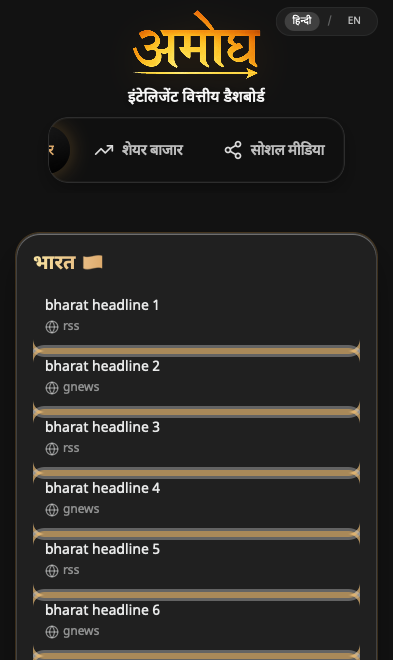 हिन्दी / EN
अमोघ
इंटेलिजेंट वित्तीय डैशबोर्ड
र शेयर बाजार सोशल मीडिया
भारत
bharat headline 1
rss
bharat headline 2
gnews
bharat headline 3
rss
bharat headline 4
gnews
bharat headline 5
rss
bharat headline 6
gnews